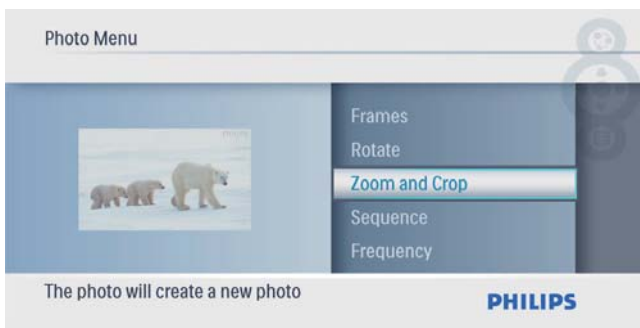 Photo Menu
Frames
Rotate
Zoom and Crop
Sequence
Frequency
The photo will create a new photo
PHILIPS